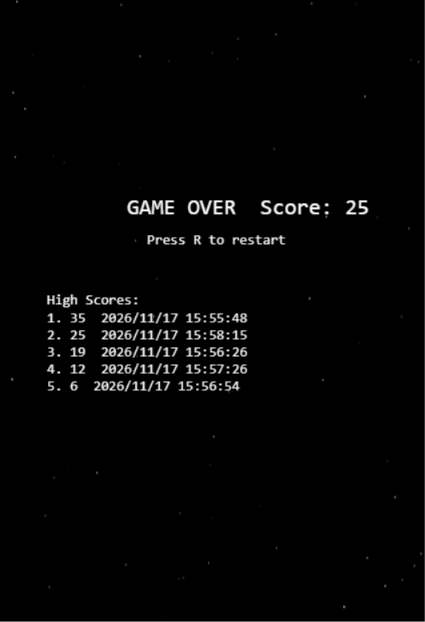 GAME OVER  Score: 25
Press R to restart
High Scores:
1. 35  2026/11/17 15:55:48
2. 25  2026/11/17 15:58:15
3. 19  2026/11/17 15:56:26
4. 12  2026/11/17 15:57:26
5. 6  2026/11/17 15:56:54